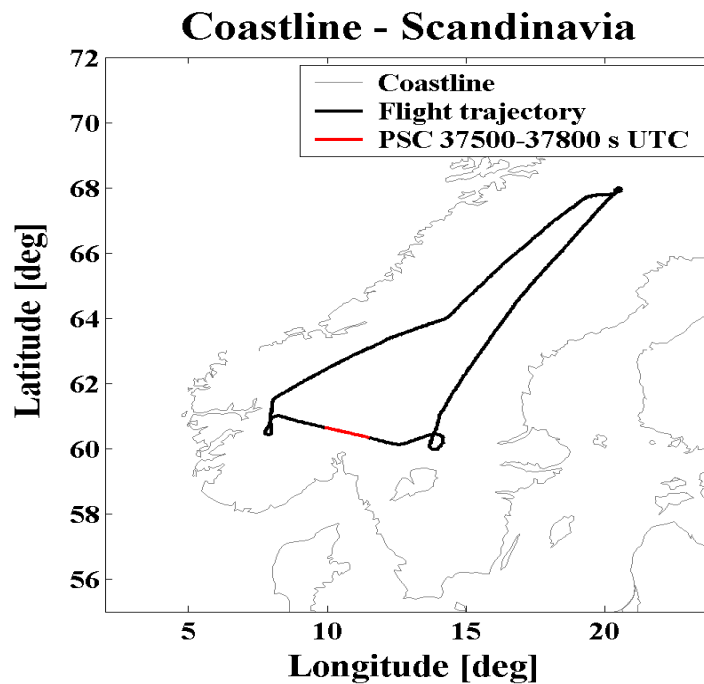 Coastline - Scandinavia
Coastline
Flight trajectory
PSC 37500-37800 s UTC
Latitude [deg]
72
70
68
66
64
62
60
58
56
5
10
15
20
Longitude [deg]